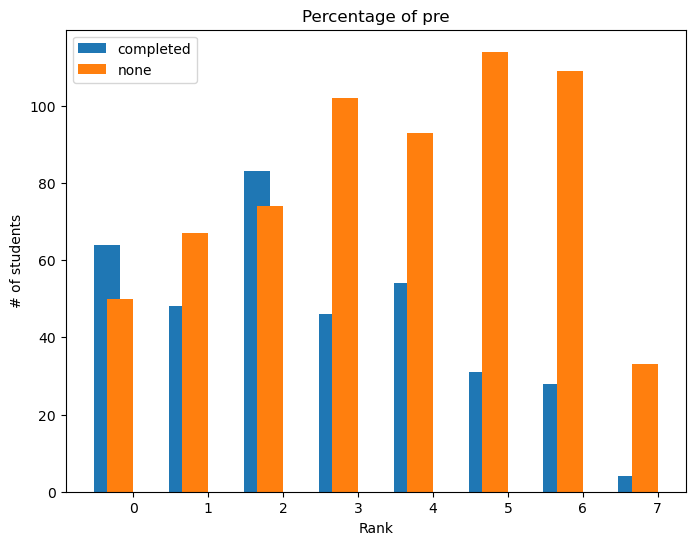 Percentage of pre
completed
none
# of students
100
80
60
40
20
0
0 1 2 3 4 5 6 7
Rank